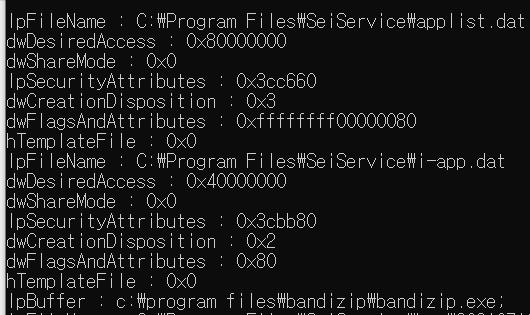 lpFileName : C:₩Program Files₩SeiService₩applist.dat
dwDesiredAccess : 0x80000000
dwShareMode : 0x0
lpSecurityAttributes : 0x3cc660
dwCreationDisposition : 0x3
dwFlagsAndAttributes : 0xffffffff00000080
hTemplateFile : 0x0
lpFileName : C:₩Program Files₩SeiService₩i-app.dat
dwDesiredAccess : 0x40000000
dwShareMode : 0x0
lpSecurityAttributes : 0x3cbb80
dwCreationDisposition : 0x2
dwFlagsAndAttributes : 0x80
hTemplateFile : 0x0
lpBuffer : c:₩program files₩bandizip₩bandizip.exe;